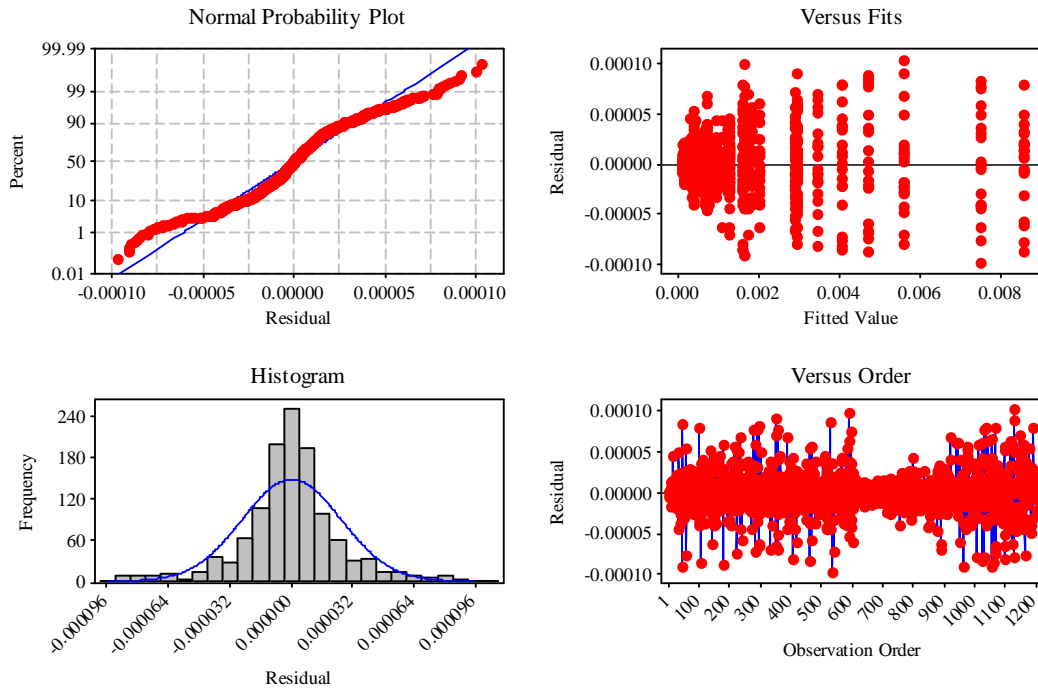 Normal Probability Plot
99.99
99
90
50
10
1
0.01
Percent
-0.00010 -0.00005 0.00000 0.00005 0.00010
Residual
Versus Fits
0.00010
0.00005
0.00000
-0.00005
-0.00010
Residual
0.000 0.002 0.004 0.006 0.008
Fitted Value
Histogram
240
180
120
60
0
Frequency
-0.000096 -0.000064 -0.000032 0.000000 0.000032 0.000064 0.000096
Residual
Versus Order
0.00010
0.00005
0.00000
-0.00005
-0.00010
Residual
1 100 200 300 400 500 600 700 800 900 1000 1100 1200
Observation Order